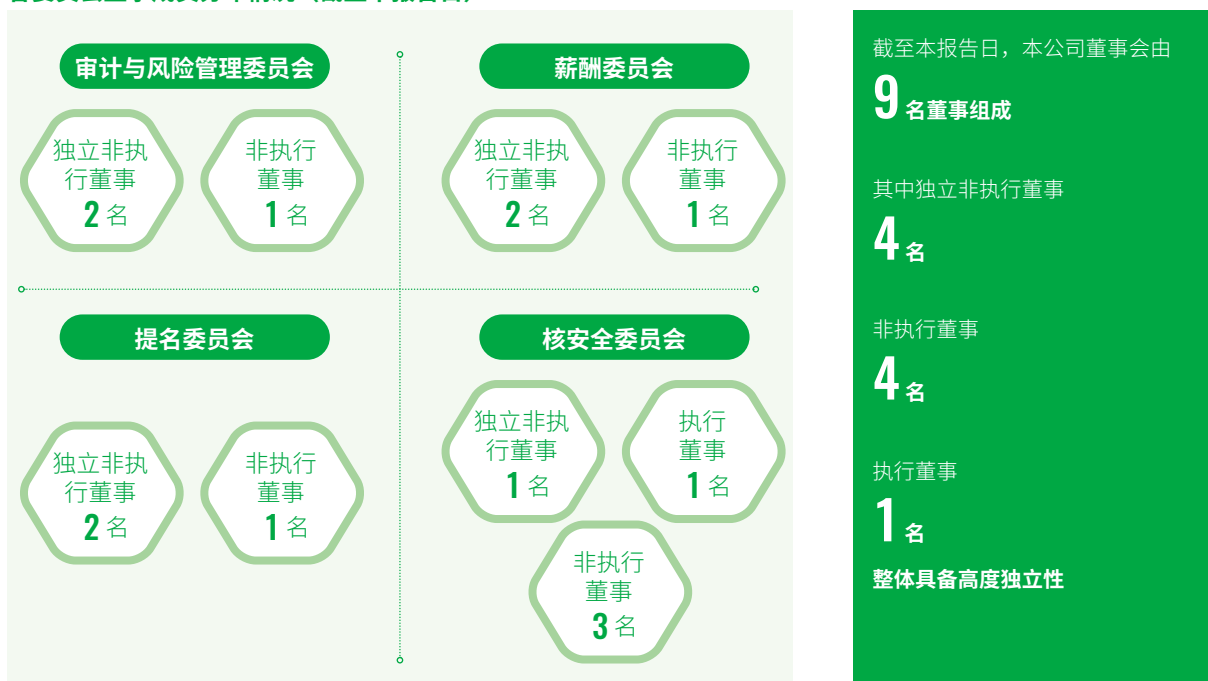 审计与风险管理委员会
独立非执
行董事
2 名
非执行
董事
1 名
薪酬委员会
独立非执
行董事
2 名
非执行
董事
1 名
提名委员会
独立非执
行董事
2 名
非执行
董事
1 名
核安全委员会
独立非执
行董事
1 名
执行
董事
1 名
非执行
董事
3 名
截至本报告日，本公司董事会由
9 名董事组成
其中独立非执行董事
4 名
非执行董事
4 名
执行董事
1 名
整体具备高度独立性